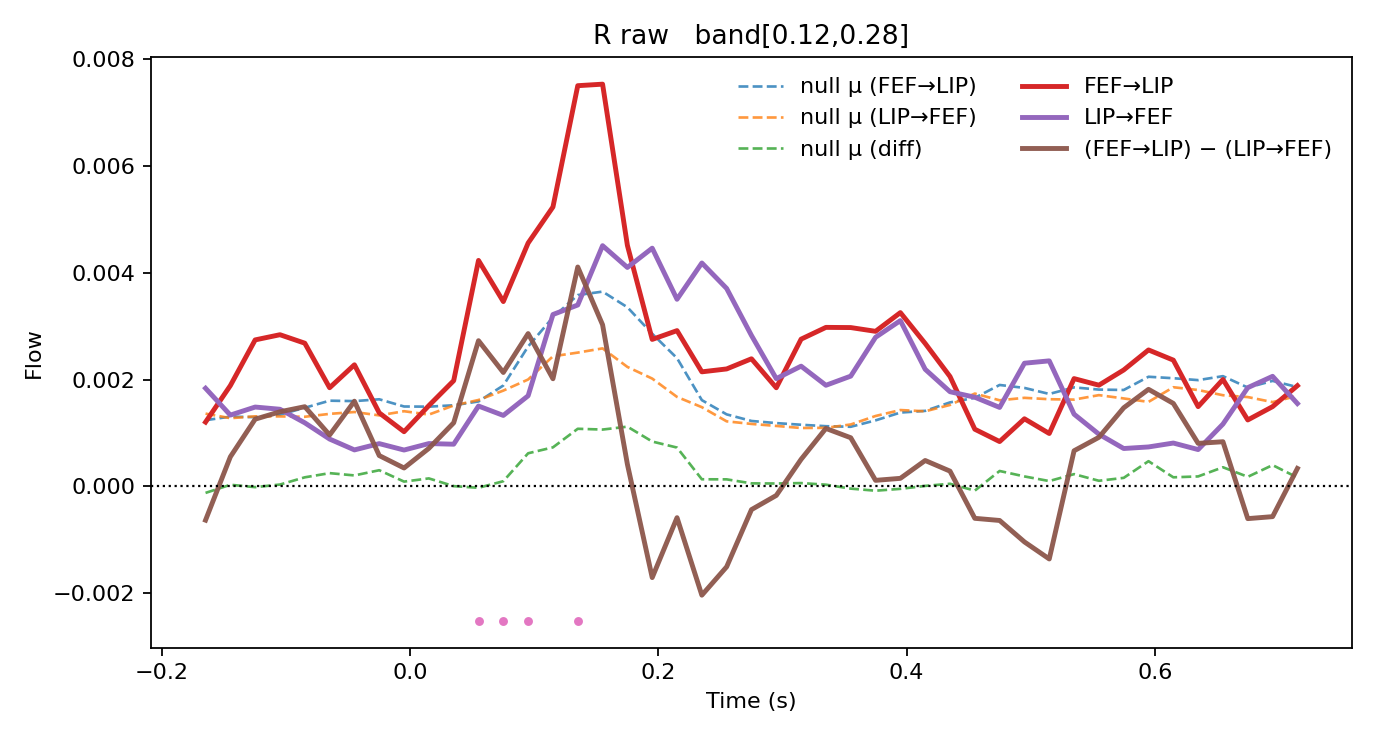 R raw   band[0.12,0.28]
0.008
0.006
0.004
0.002
0.000
−0.002
Flow
null μ (FEF→LIP)
null μ (LIP→FEF)
null μ (diff)
FEF→LIP
LIP→FEF
(FEF→LIP) − (LIP→FEF)
−0.2
0.0
0.2
0.4
0.6
Time (s)